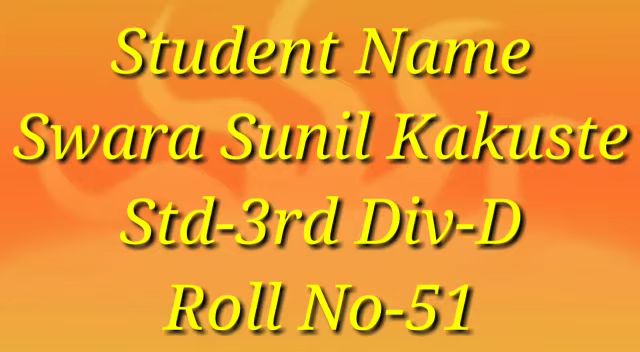 Student Name
Swara Sunil Kakuste
Std-3rd Div-D
Roll No-51